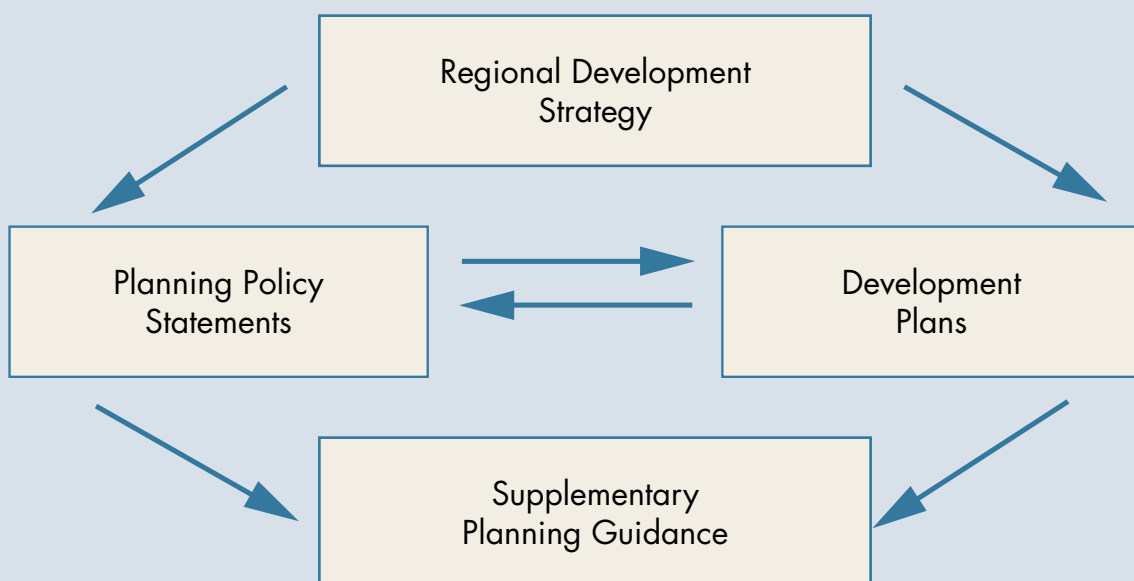 Regional Development
Strategy
Planning Policy
Statements
Development
Plans
Supplementary
Planning Guidance